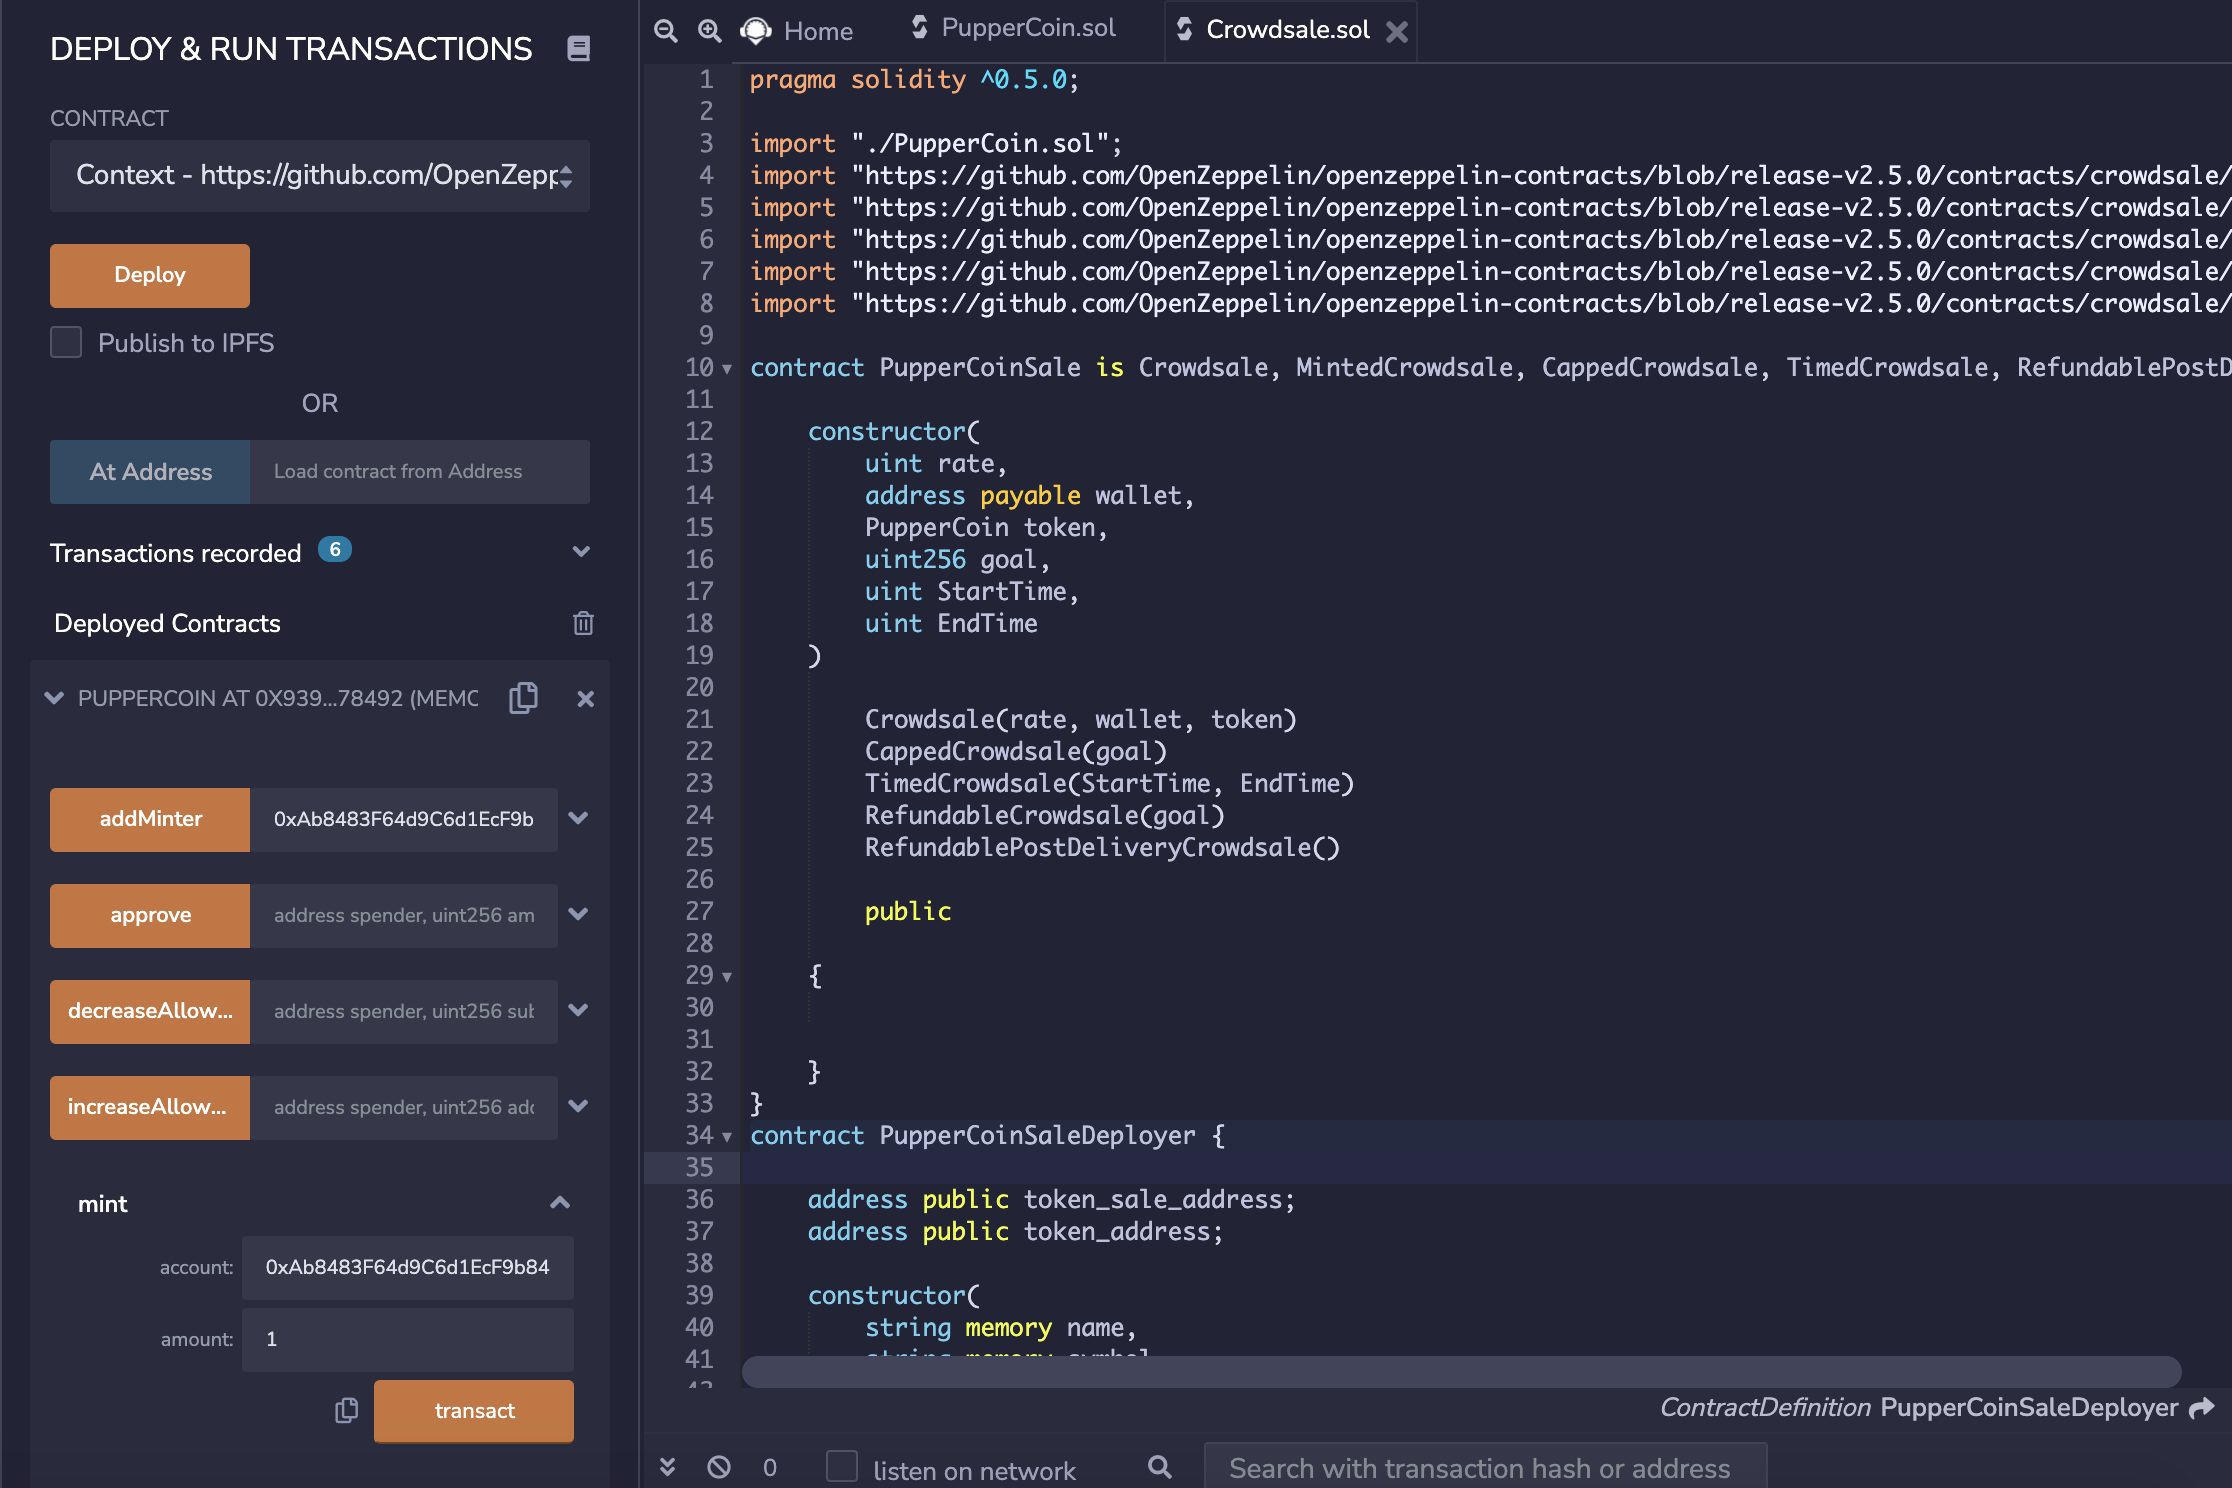 DEPLOY & RUN TRANSACTIONS
CONTRACT
Context - https://github.com/OpenZepp
Deploy
Publish to IPFS
OR
At Address
Load contract from Address
Transactions recorded 6
Deployed Contracts
PUPPERCOIN AT 0X939...78492 (MEMO
addMinter 0xAb8483F64d9C6d1EcF9b
approve address spender, uint256 am
decreaseAllow... address spender, uint256 sub
increaseAllow... address spender, uint256 add
mint
account: 0xAb8483F64d9C6d1EcF9b84
amount: 1
transact
Home PupperCoin.sol Crowdsale.sol
1 pragma solidity ^0.5.0;
2
3 import "./PupperCoin.sol";
4 import "https://github.com/OpenZeppelin/openzeppelin-contracts/blob/release-v2.5.0/contracts/crowdsale/
5 import "https://github.com/OpenZeppelin/openzeppelin-contracts/blob/release-v2.5.0/contracts/crowdsale/
6 import "https://github.com/OpenZeppelin/openzeppelin-contracts/blob/release-v2.5.0/contracts/crowdsale/
7 import "https://github.com/OpenZeppelin/openzeppelin-contracts/blob/release-v2.5.0/contracts/crowdsale/
8 import "https://github.com/OpenZeppelin/openzeppelin-contracts/blob/release-v2.5.0/contracts/crowdsale/
9
10 contract PupperCoinSale is Crowdsale, MintedCrowdsale, CappedCrowdsale, TimedCrowdsale, RefundablePostD
11
12 constructor(
13 uint rate,
14 address payable wallet,
15 PupperCoin token,
16 uint256 goal,
17 uint StartTime,
18 uint EndTime
19 )
20
21 Crowdsale(rate, wallet, token)
22 CappedCrowdsale(goal)
23 TimedCrowdsale(StartTime, EndTime)
24 RefundableCrowdsale(goal)
25 RefundablePostDeliveryCrowdsale()
26
27 public
28
29 {
30
31
32 }
33 }
34 contract PupperCoinSaleDeployer {
35
36 address public token_sale_address;
37 address public token_address;
38
39 constructor(
40 string memory name,
41 string memory symbol
42
ContractDefinition PupperCoinSaleDeployer
0 listen on network Search with transaction hash or address